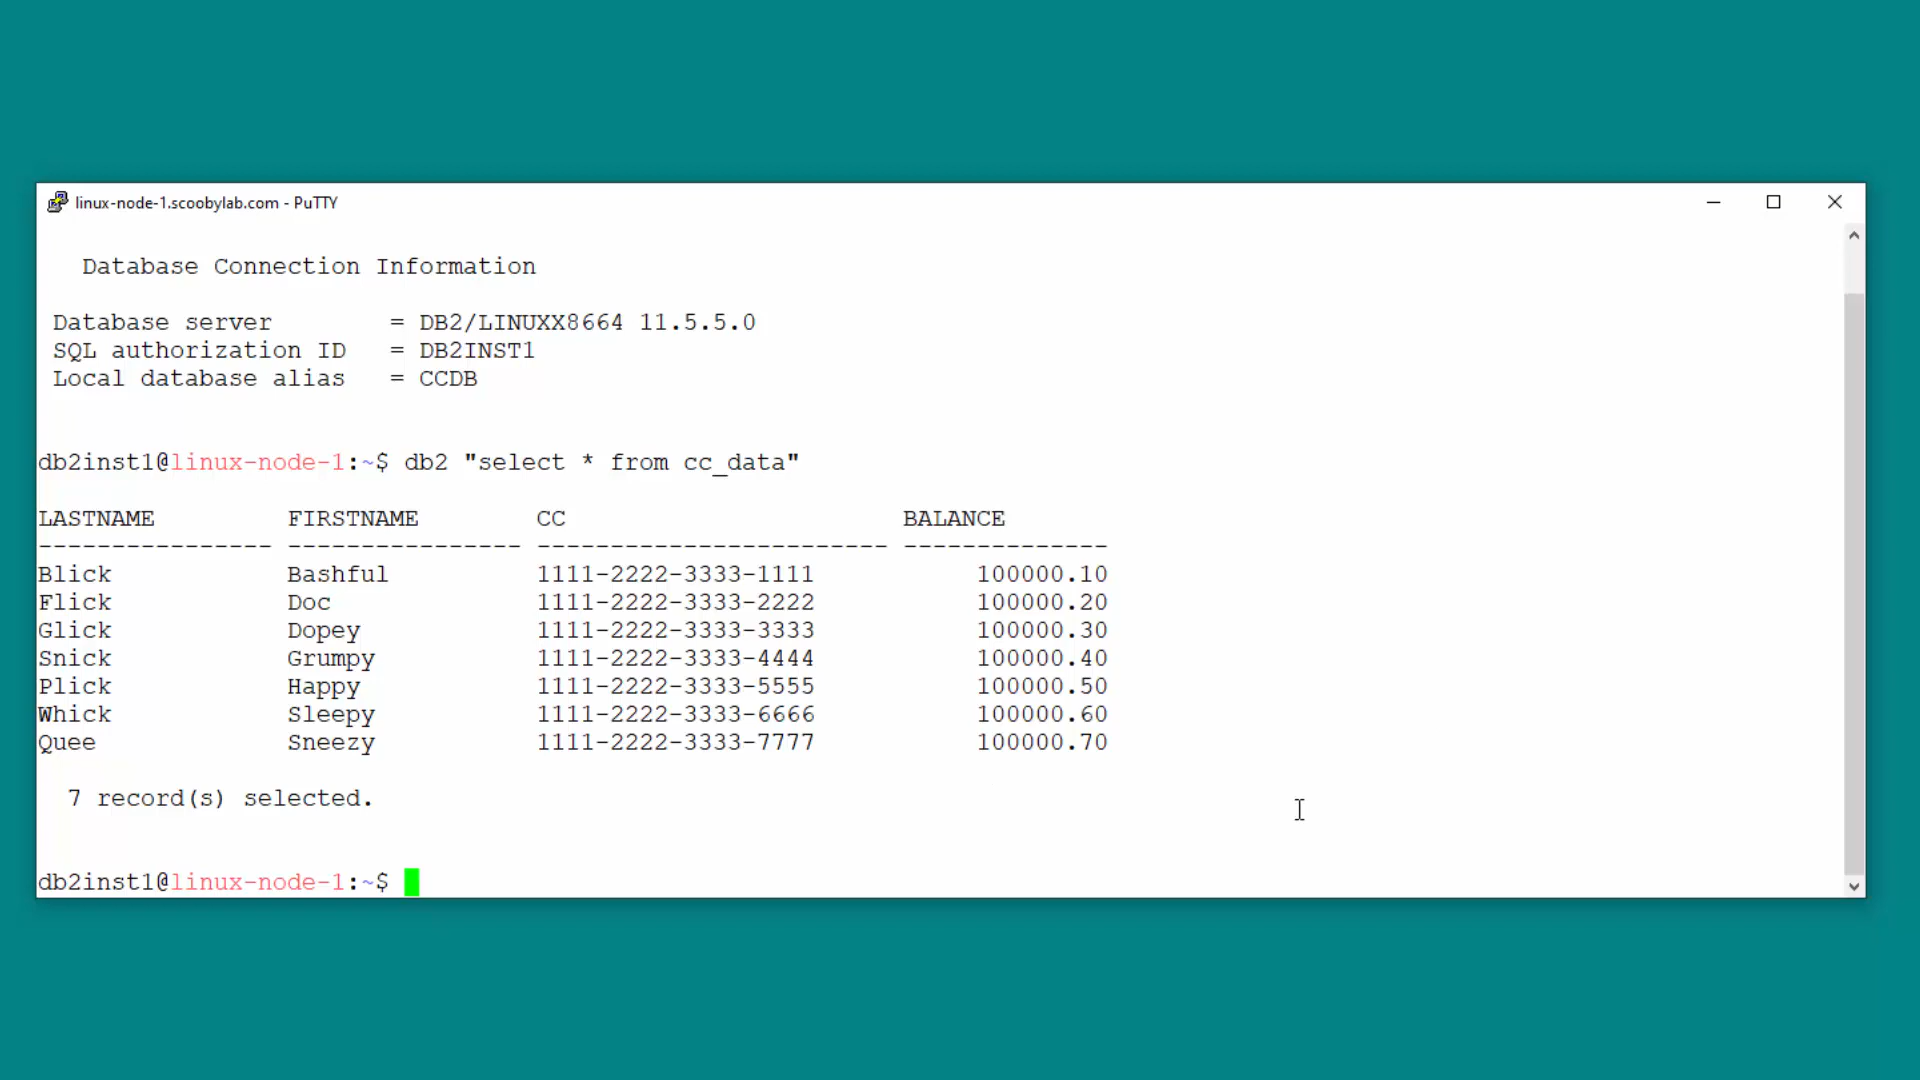 linux-node-1.scoobylab.com - PuTTY
Database Connection Information
Database server        = DB2/LINUXX8664 11.5.5.0
SQL authorization ID   = DB2INST1
Local database alias   = CCDB
db2inst1@linux-node-1:~$ db2 "select * from cc_data"
LASTNAME         FIRSTNAME        CC                       BALANCE
---------------- ---------------- ------------------------ --------------
Blick            Bashful          1111-2222-3333-1111           100000.10
Flick            Doc              1111-2222-3333-2222           100000.20
Glick            Dopey            1111-2222-3333-3333           100000.30
Snick            Grumpy           1111-2222-3333-4444           100000.40
Plick            Happy            1111-2222-3333-5555           100000.50
Whick            Sleepy           1111-2222-3333-6666           100000.60
Quee             Sneezy           1111-2222-3333-7777           100000.70
7 record(s) selected.
db2inst1@linux-node-1:~$